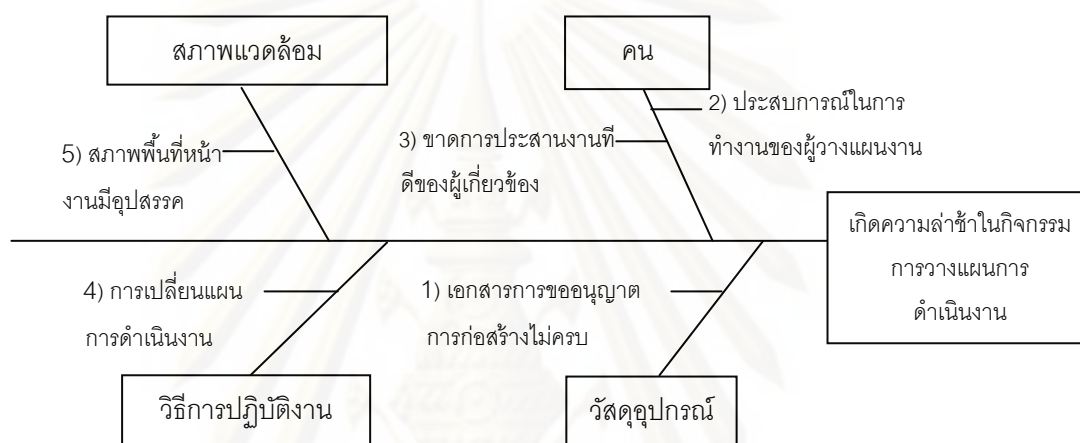 สภาพแวดล้อม
คน
2) ประสบการณ์ในการ
ทำงานของผู้วางแผนงาน
3) ขาดการประสานงานที่
ดีของผู้เกี่ยวข้อง
5) สภาพพื้นที่หน้า
งานมีอุปสรรค
เกิดความล่าช้าในกิจกรรม
การวางแผนการ
ดำเนินงาน
4) การเปลี่ยนแผน
การดำเนินงาน
1) เอกสารการขออนุญาต
การก่อสร้างไม่ครบ
วิธีการปฏิบัติงาน
วัสดุอุปกรณ์